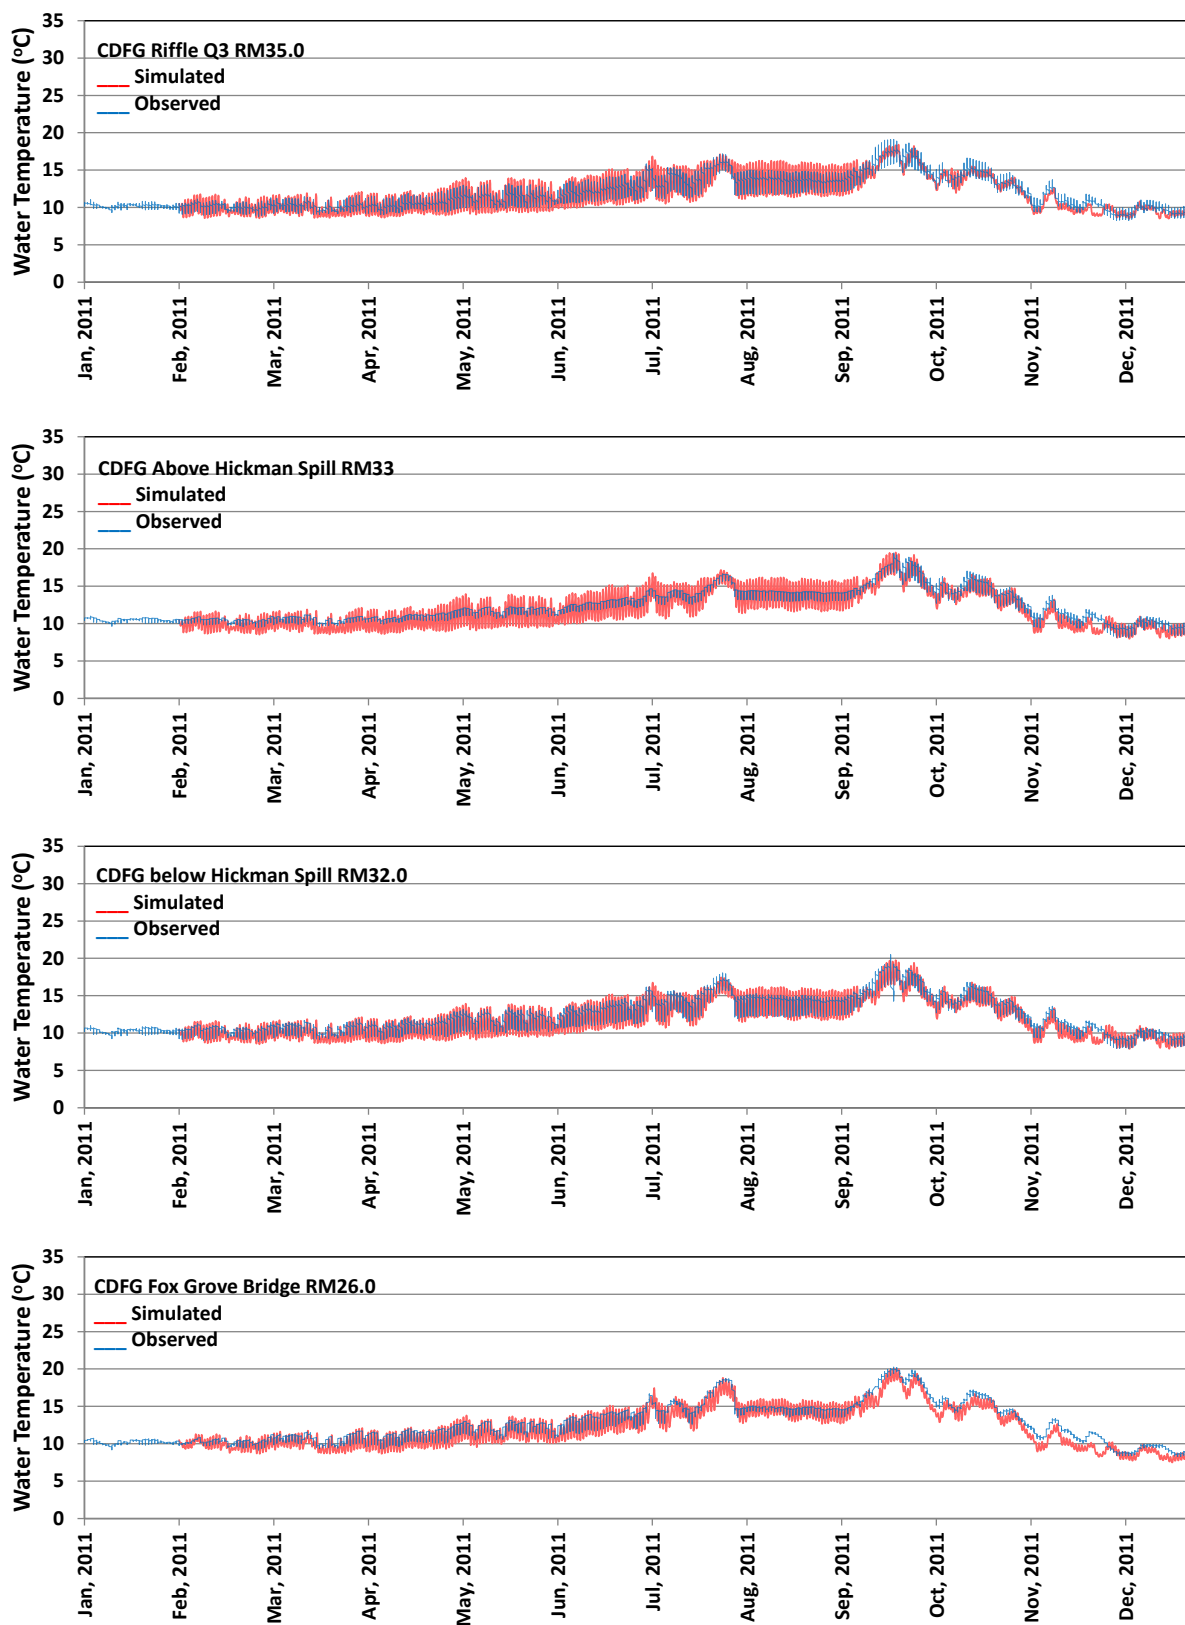 Water Temperature (ºC)
35
30
25
20
15
10
5
0
CDFG Riffle Q3 RM35.0
Simulated
Observed
Jan, 2011
Feb, 2011
Mar, 2011
Apr, 2011
May, 2011
Jun, 2011
Jul, 2011
Aug, 2011
Sep, 2011
Oct, 2011
Nov, 2011
Dec, 2011
Water Temperature (ºC)
35
30
25
20
15
10
5
0
CDFG Above Hickman Spill RM33
Simulated
Observed
Jan, 2011
Feb, 2011
Mar, 2011
Apr, 2011
May, 2011
Jun, 2011
Jul, 2011
Aug, 2011
Sep, 2011
Oct, 2011
Nov, 2011
Dec, 2011
Water Temperature (ºC)
35
30
25
20
15
10
5
0
CDFG below Hickman Spill RM32.0
Simulated
Observed
Jan, 2011
Feb, 2011
Mar, 2011
Apr, 2011
May, 2011
Jun, 2011
Jul, 2011
Aug, 2011
Sep, 2011
Oct, 2011
Nov, 2011
Dec, 2011
Water Temperature (ºC)
35
30
25
20
15
10
5
0
CDFG Fox Grove Bridge RM26.0
Simulated
Observed
Jan, 2011
Feb, 2011
Mar, 2011
Apr, 2011
May, 2011
Jun, 2011
Jul, 2011
Aug, 2011
Sep, 2011
Oct, 2011
Nov, 2011
Dec, 2011